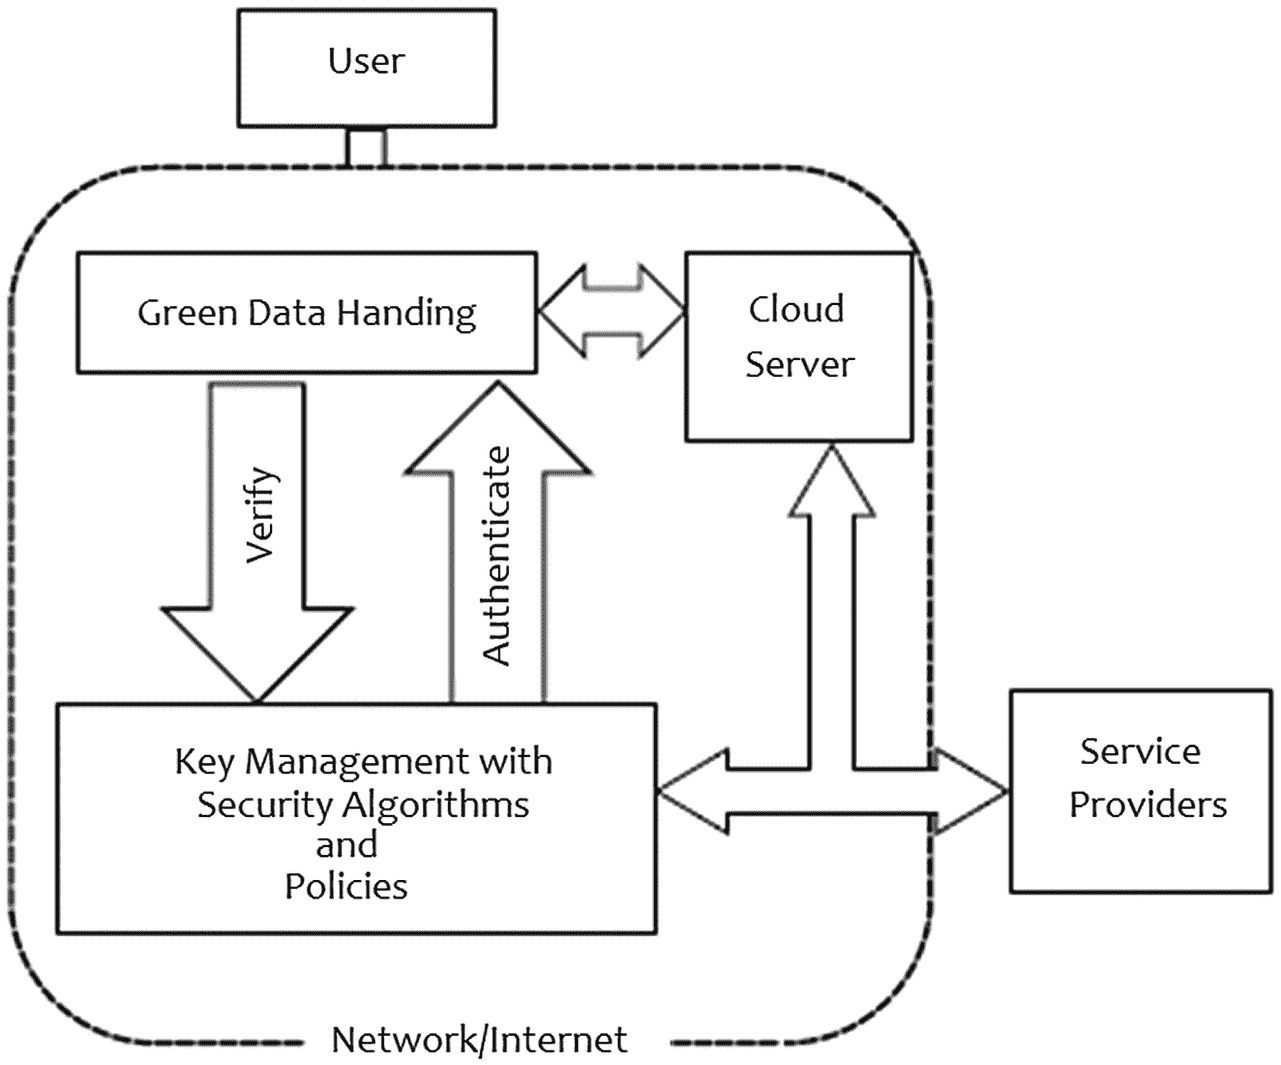 User
Green Data Handing
Cloud
Server
Verify
Authenticate
Key Management with
Security Algorithms
and
Policies
Service
Providers
Network/Internet